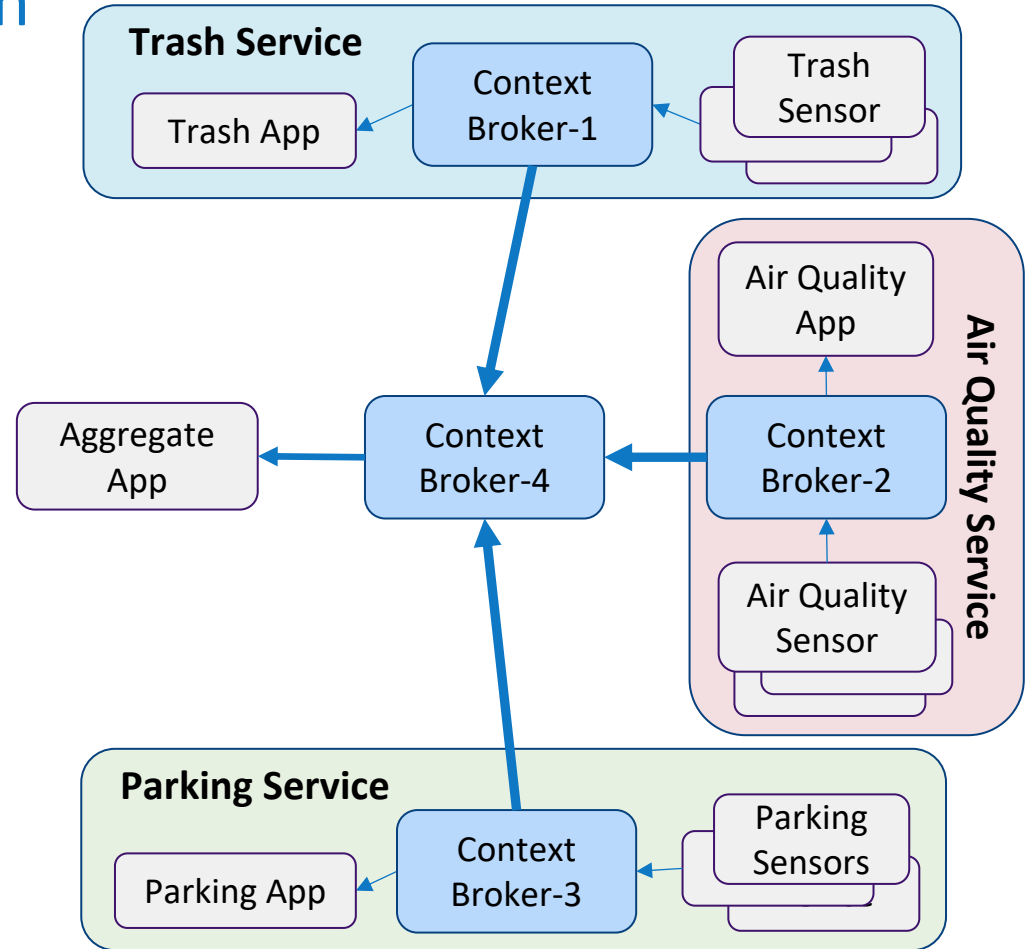 n
Trash Service
Trash App
Context
Broker-1
Trash
Sensor
Air Quality
App
Air Quality Service
Aggregate
App
Context
Broker-4
Context
Broker-2
Air Quality
Sensor
Parking Service
Parking App
Context
Broker-3
Parking
Sensors